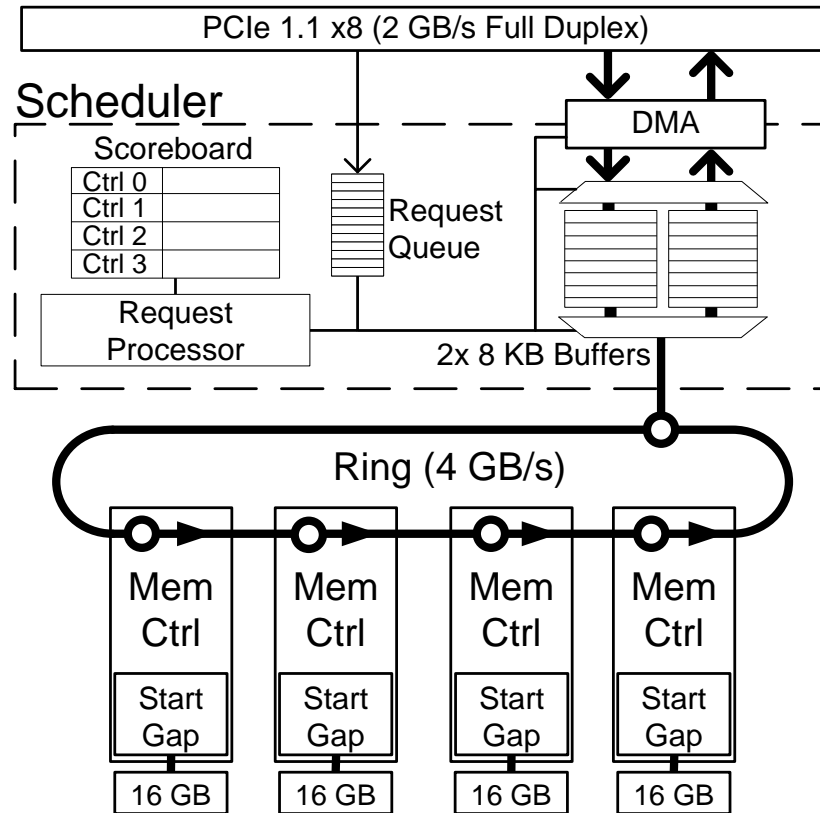 PCIe 1.1 x8 (2 GB/s Full Duplex)
Scheduler
DMA
Scoreboard
Ctrl 0
Ctrl 1
Ctrl 2
Ctrl 3
Request
Queue
Request
Processor
2x 8 KB Buffers
Ring (4 GB/s)
Mem
Ctrl
Mem
Ctrl
Mem
Ctrl
Mem
Ctrl
Start
Gap
Start
Gap
Start
Gap
Start
Gap
16 GB
16 GB
16 GB
16 GB